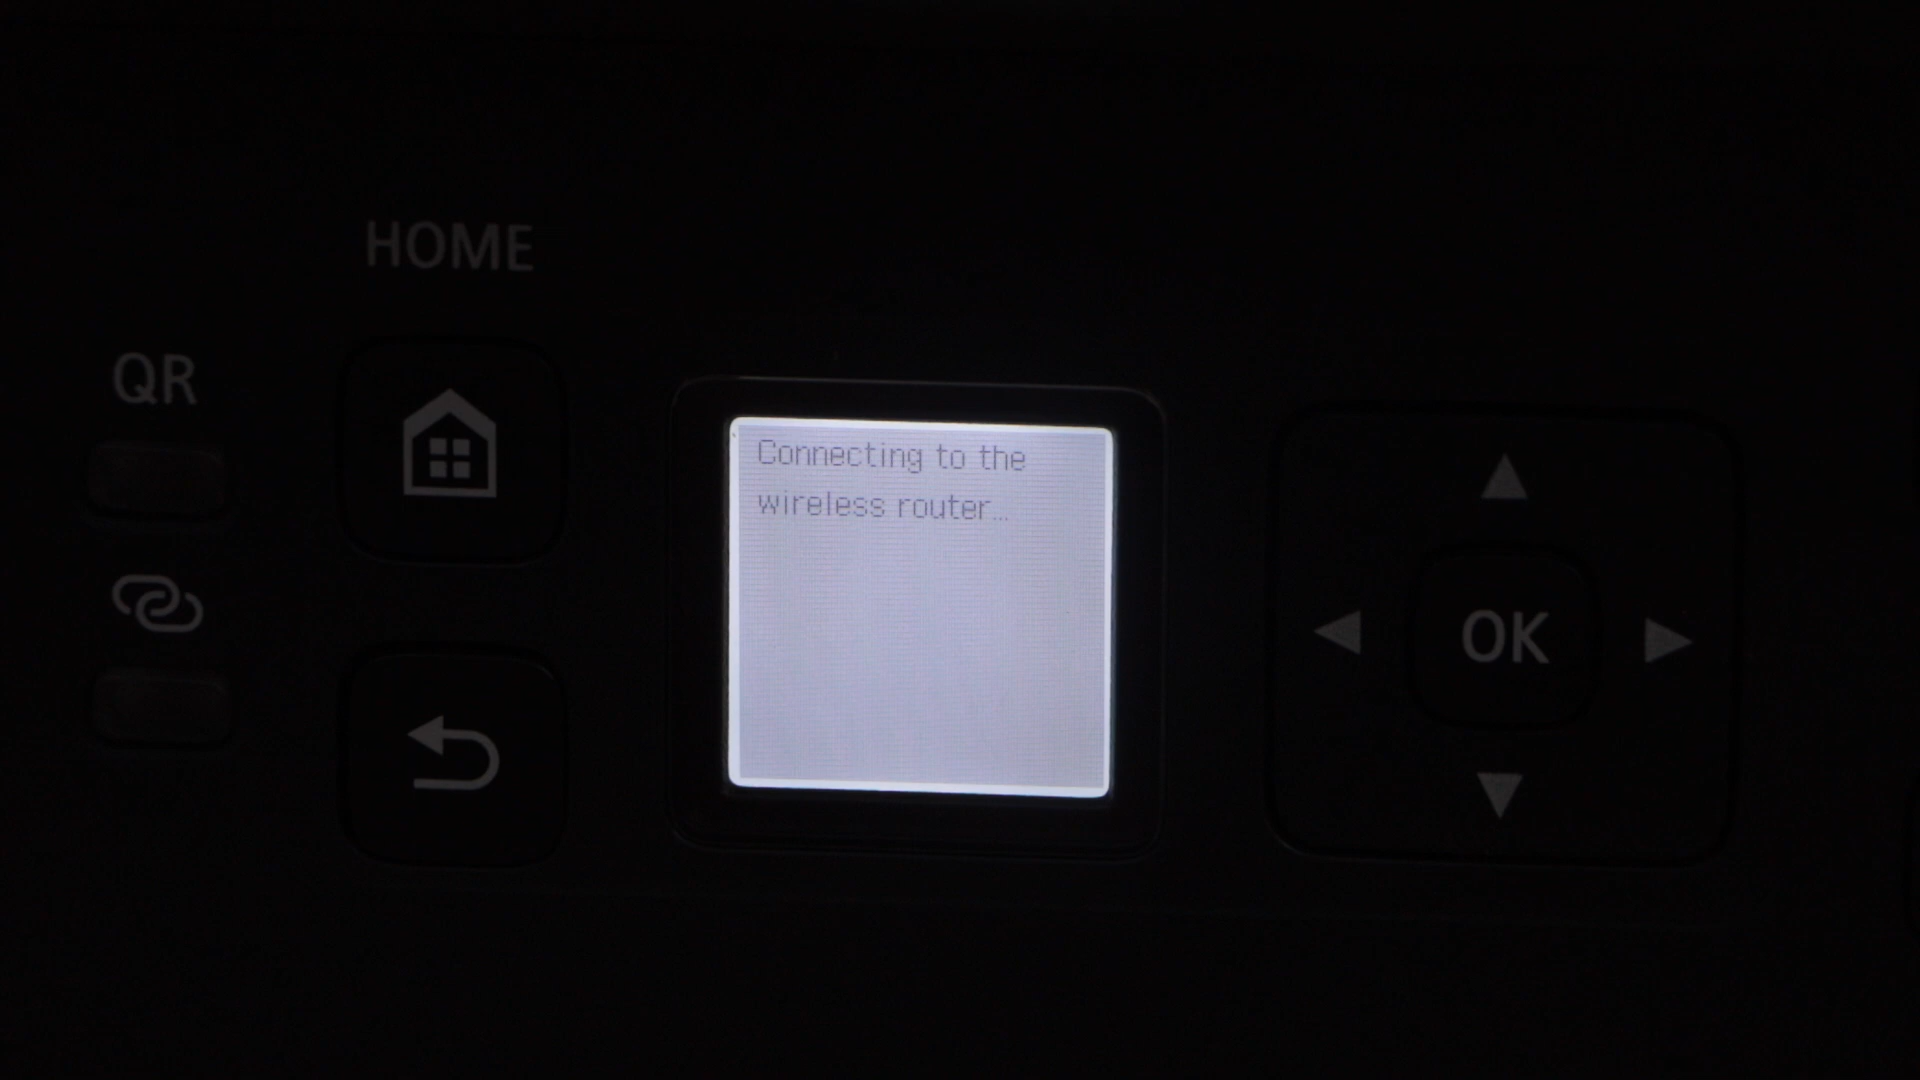 HOME
QR
Connecting to the
wireless router...
OK